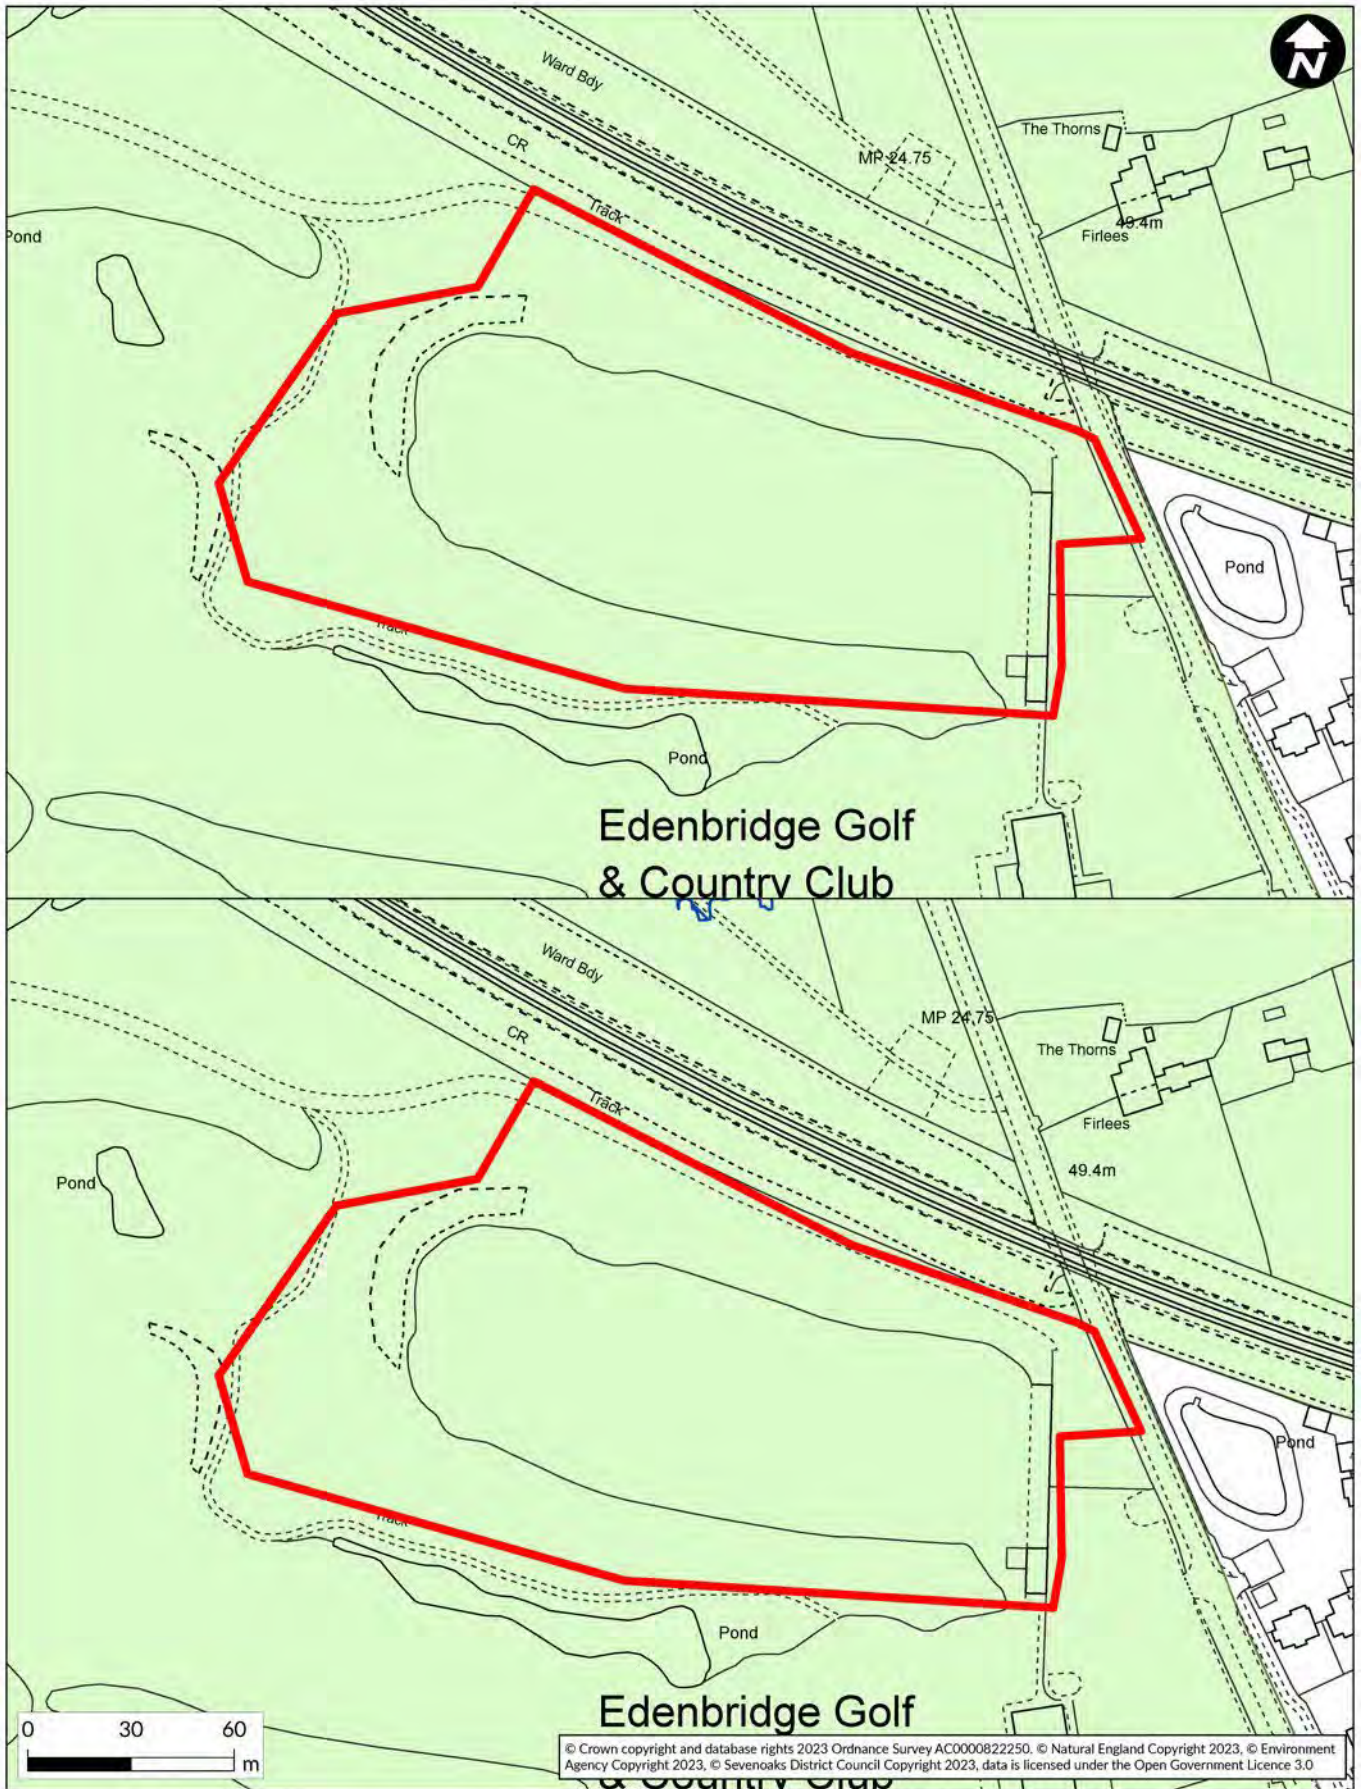 N
Ward Bdy
The Thorns
CR
MP 24.75
Track
49.4m
Firlees
Pond
Pond
Track
Pond
Edenbridge Golf
& Country Club
Ward Bdy
MP 24.75
CR
The Thorns
Track
Firlees
49.4m
Pond
Pond
Track
Pond
Edenbridge Golf
& Country Club
0 30 60
m
© Crown copyright and database rights 2023 Ordnance Survey AC0000822250. © Natural England Copyright 2023, © Environment
Agency Copyright 2023, © Sevenoaks District Council Copyright 2023, data is licensed under the Open Government Licence 3.0